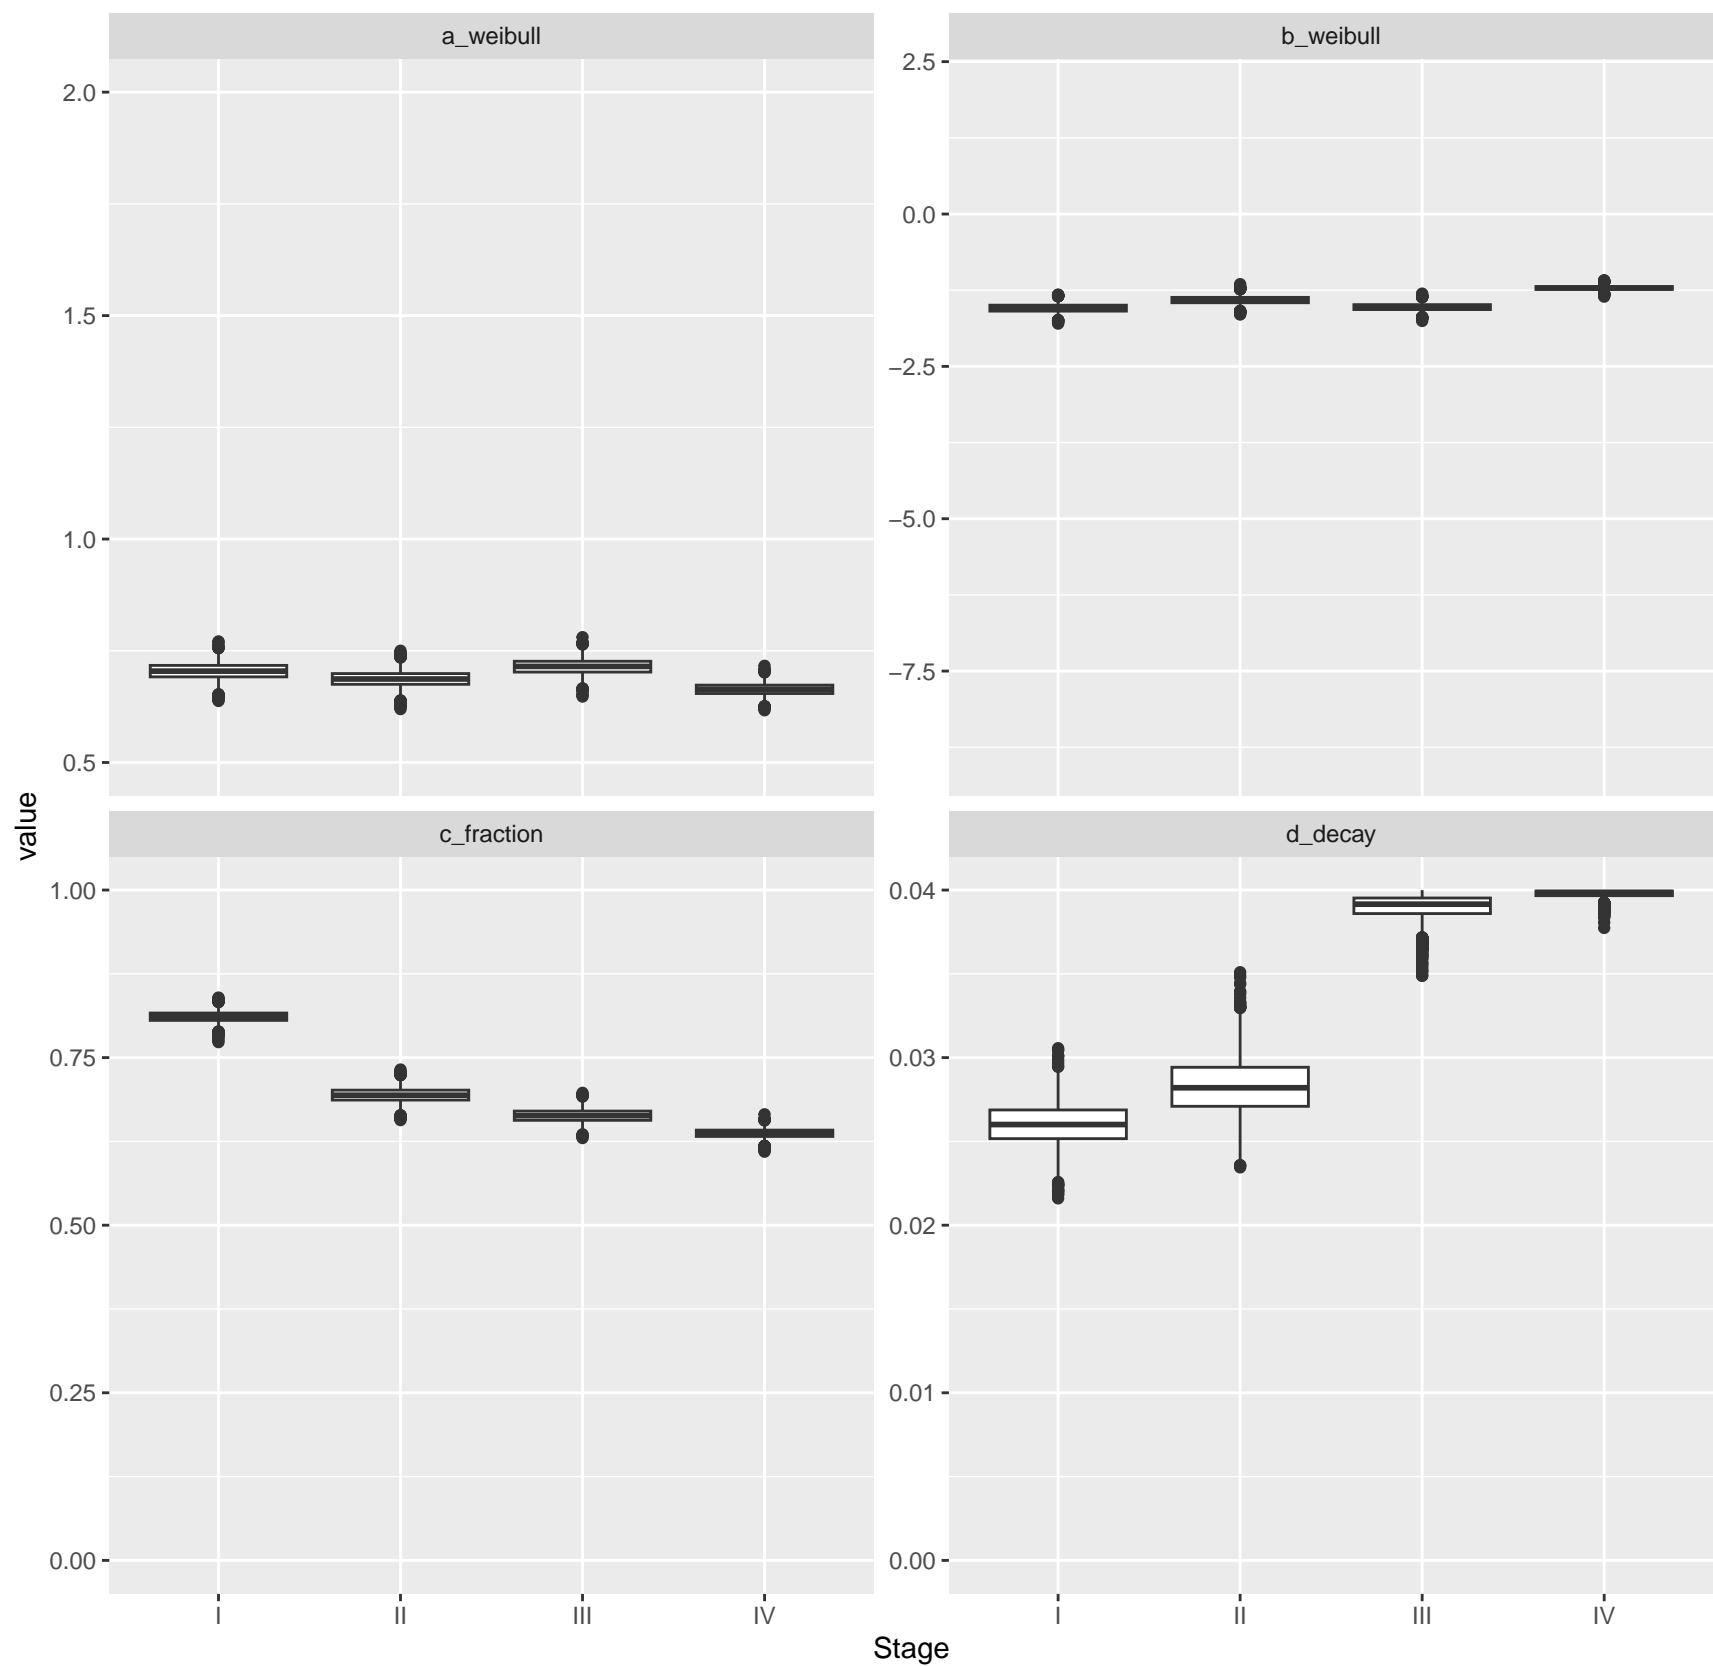 a_weibull
b_weibull
2.0
1.5
1.0
0.5
2.5
0.0
−2.5
−5.0
−7.5
value
c_fraction
d_decay
1.00
0.75
0.50
0.25
0.00
0.04
0.03
0.02
0.01
0.00
I II III IV
I II III IV
Stage